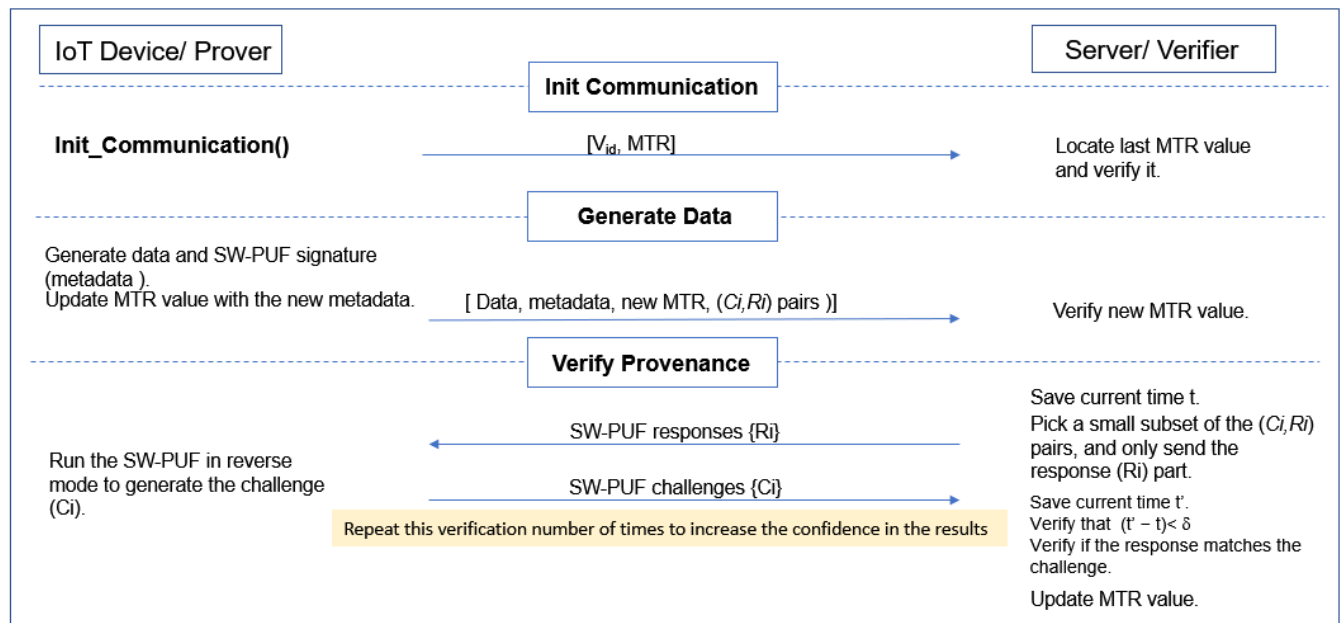 IoT Device/ Prover
Server/ Verifier
Init Communication
Init_Communication()
[Vid, MTR]
Locate last MTR value
and verify it.
Generate Data
Generate data and SW-PUF signature
(metadata ).
Update MTR value with the new metadata.
[ Data, metadata, new MTR, (Ci,Ri) pairs )]
Verify new MTR value.
Verify Provenance
Save current time t.
Pick a small subset of the (Ci,Ri)
pairs, and only send the
response (Ri) part.
SW-PUF responses {Ri}
Run the SW-PUF in reverse
mode to generate the challenge
(Ci).
SW-PUF challenges {Ci}
Save current time t'.
Verify that (t' − t)< δ
Verify if the response matches the
challenge.
Repeat this verification number of times to increase the confidence in the results
Update MTR value.